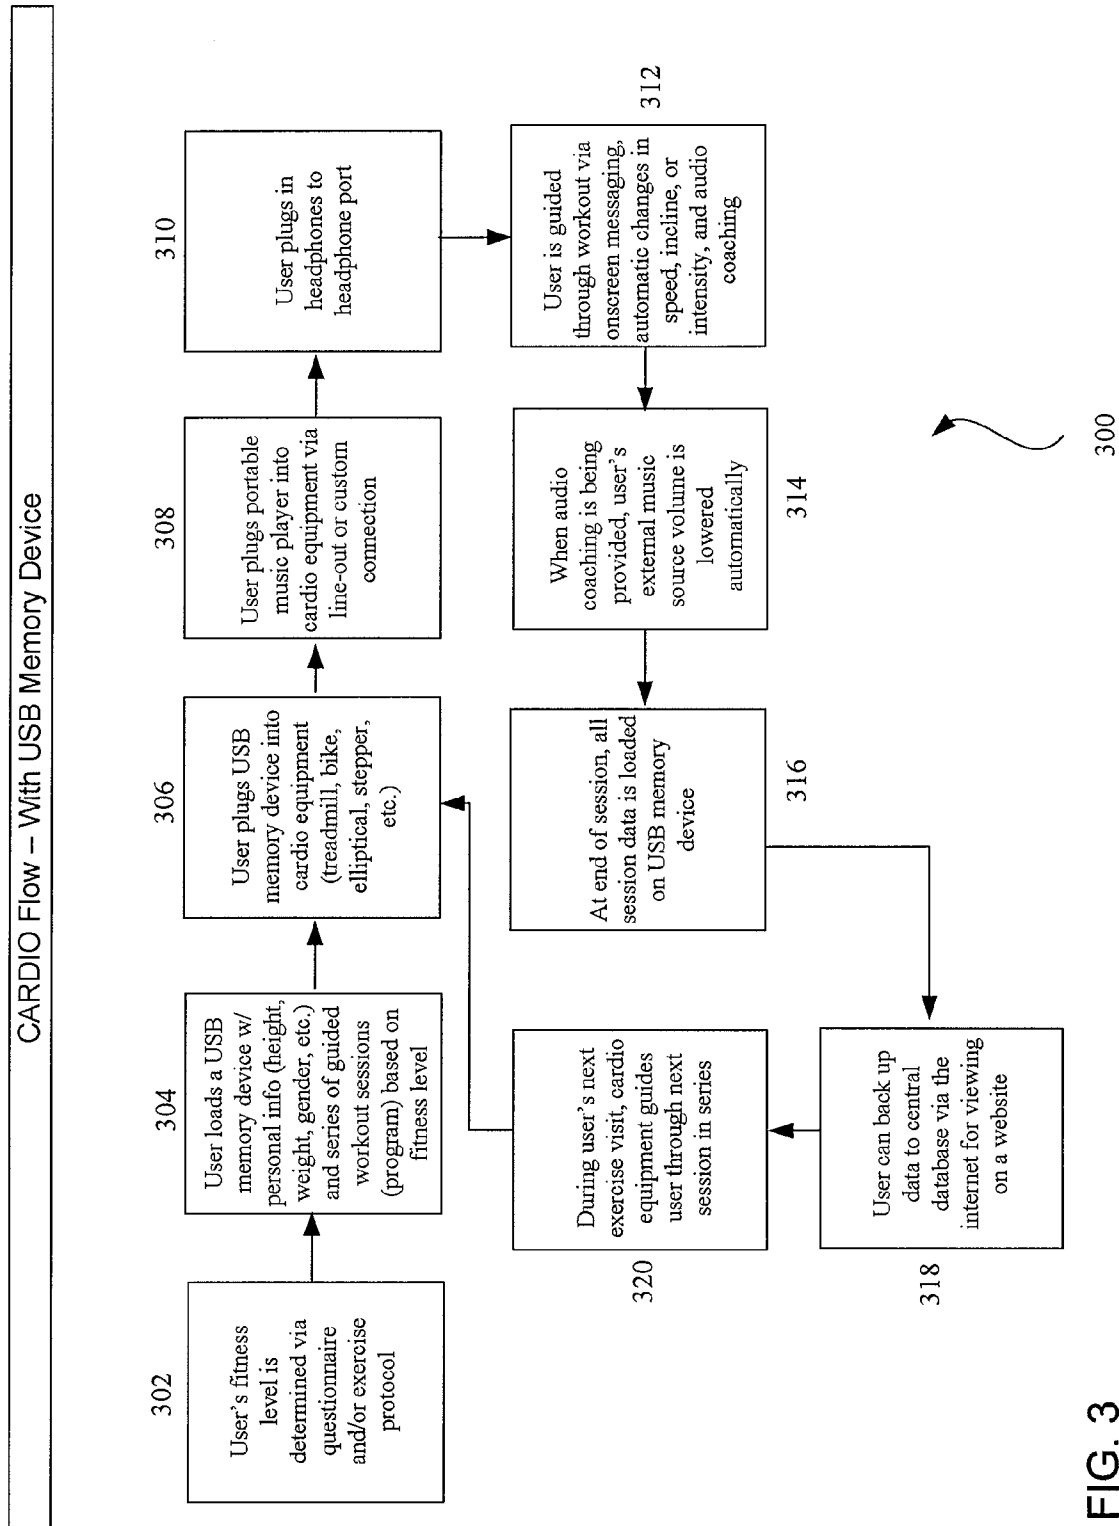 CARDIO Flow – With USB Memory Device
302
User's fitness
level is
determined via
questionnaire
and/or exercise
protocol
304
User loads a USB
memory device w/
personal info (height,
weight, gender, etc.)
and series of guided
workout sessions
(program) based on
fitness level
306
User plugs USB
memory device into
cardio equipment
(treadmill, bike,
elliptical, stepper,
etc.)
308
User plugs portable
music player into
cardio equipment via
line-out or custom
connection
310
User plugs in
headphones to
headphone port
312
User is guided
through workout via
onscreen messaging,
automatic changes in
speed, incline, or
intensity, and audio
coaching
When audio
coaching is being
provided, user's
external music
source volume is
lowered
automatically
314
At end of session, all
session data is loaded
on USB memory
device
316
User can back up
data to central
database via the
internet for viewing
on a website
318
During user's next
exercise visit, cardio
equipment guides
user through next
session in series
320
300
FIG. 3